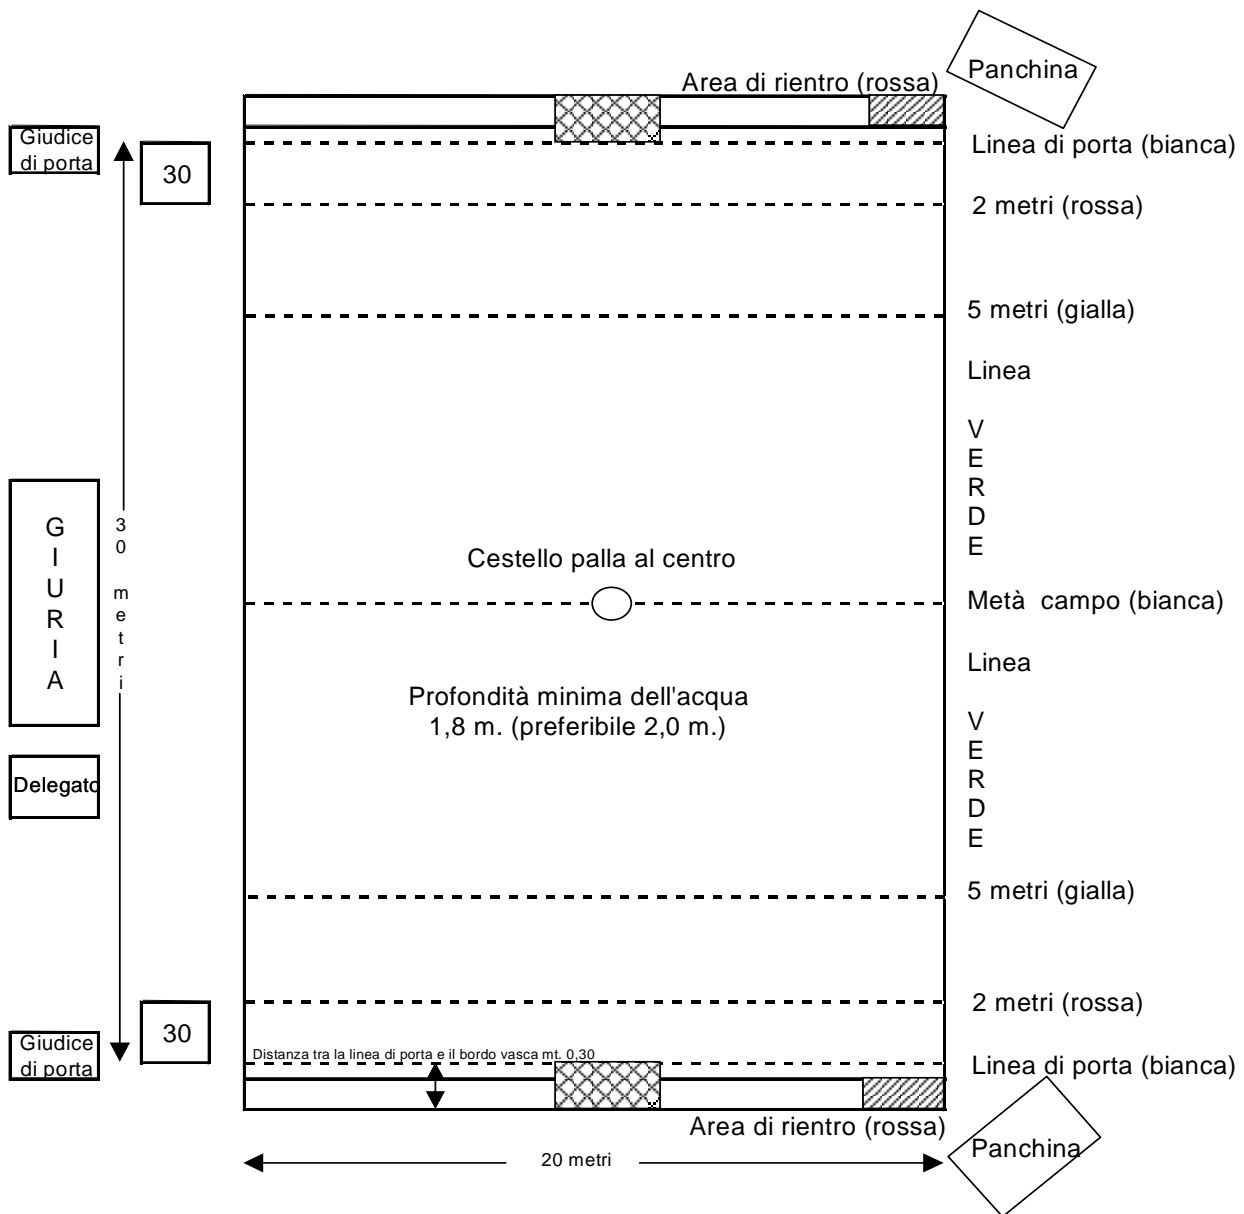 Area di rientro (rossa)
Panchina
Giudice
di porta
30
Linea di porta (bianca)
2 metri (rossa)
5 metri (gialla)
Linea
V
E
R
D
E
G
I
U
R
I
A
30 metri
Cestello palla al centro
Metà campo (bianca)
Linea
Profondità minima dell'acqua
1,8 m. (preferibile 2,0 m.)
V
E
R
D
E
Delegato
5 metri (gialla)
2 metri (rossa)
30
Giudice
di porta
Distanza tra la linea di porta e il bordo vasca mt. 0,30
Linea di porta (bianca)
Area di rientro (rossa)
Panchina
20 metri